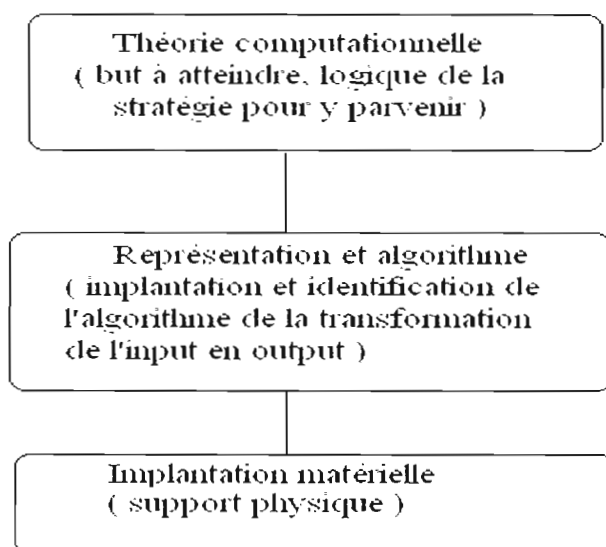 Théorie computationnelle
( but à atteindre, logique de la
stratégie pour y parvenir )
Représentation et algorithme
( implantation et identification de
l'algorithme de la transformation
de l'input en output )
Implantation matérielle
( support physique )